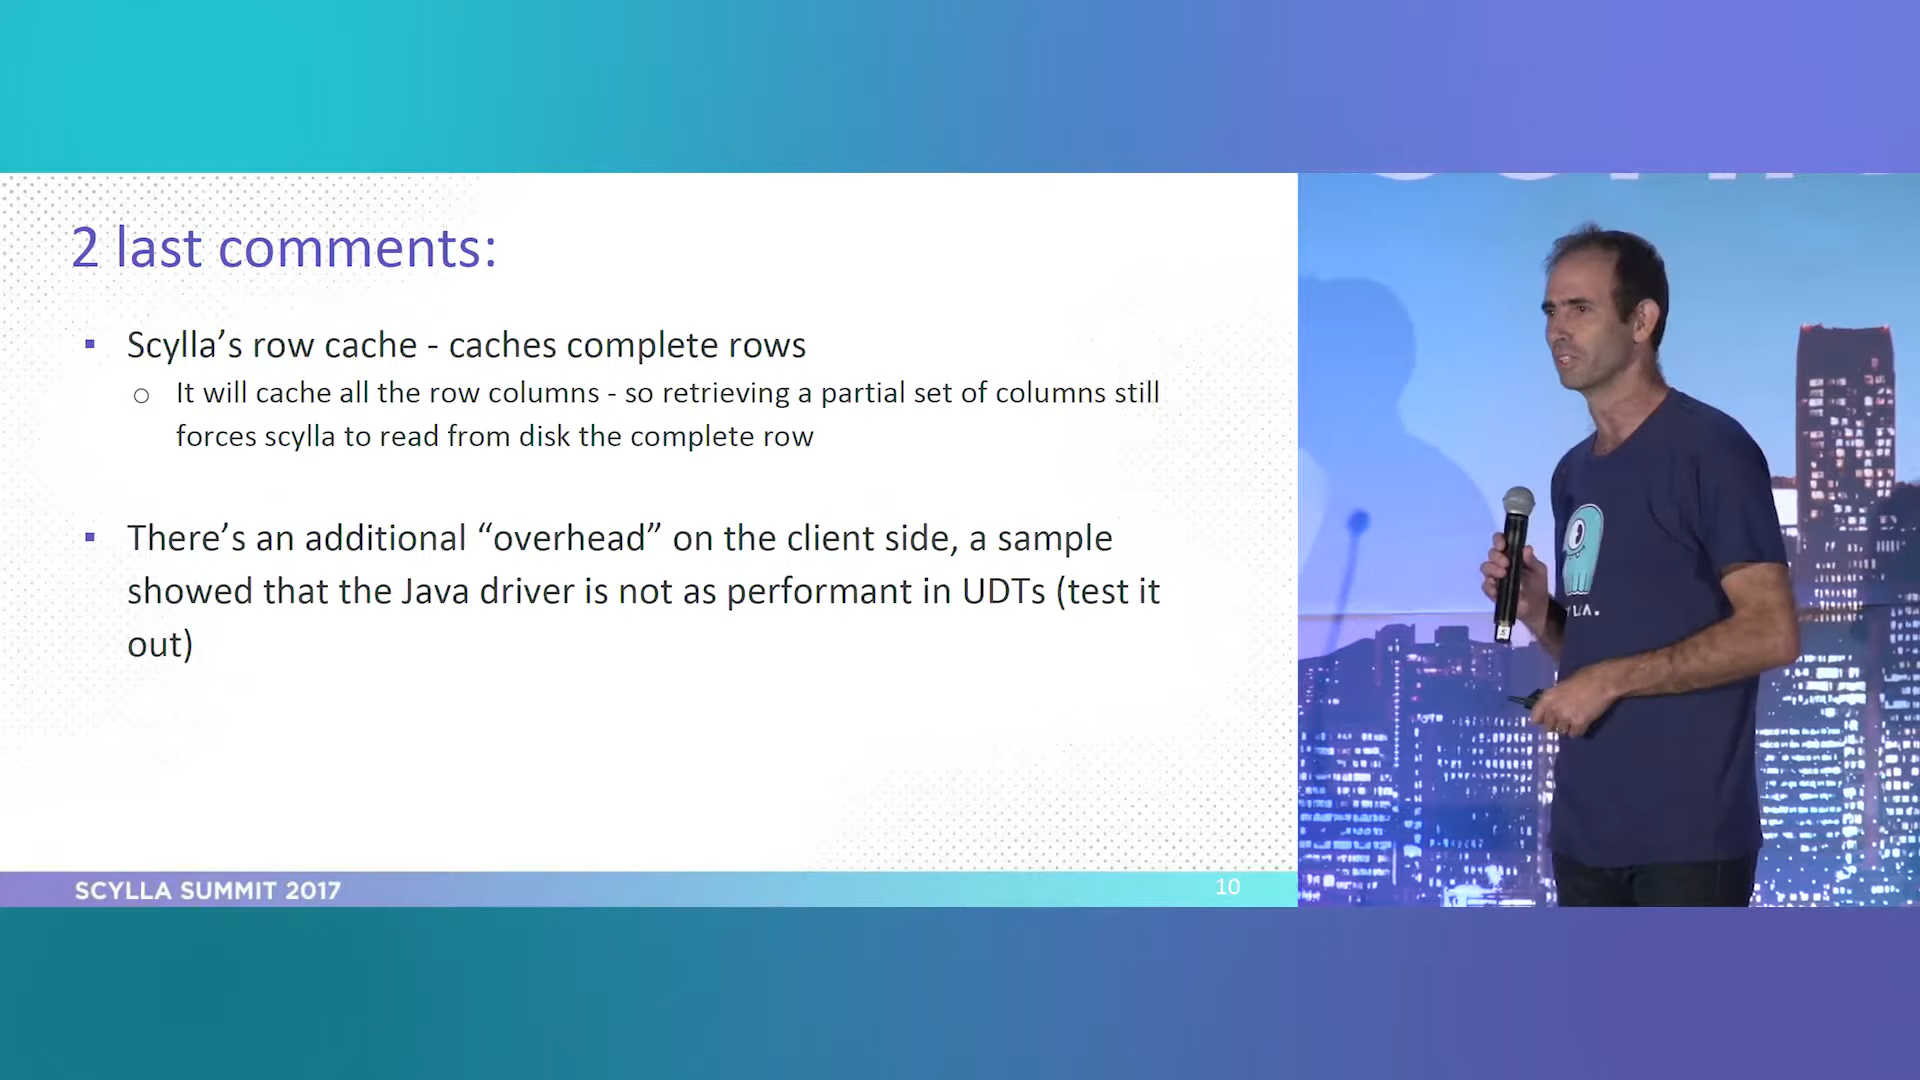 2 last comments:
▪ Scylla’s row cache - caches complete rows
○ It will cache all the row columns - so retrieving a partial set of columns still
forces scylla to read from disk the complete row
▪ There’s an additional “overhead” on the client side, a sample
showed that the Java driver is not as performant in UDTs (test it
out)
SCYLLA SUMMIT 2017
10